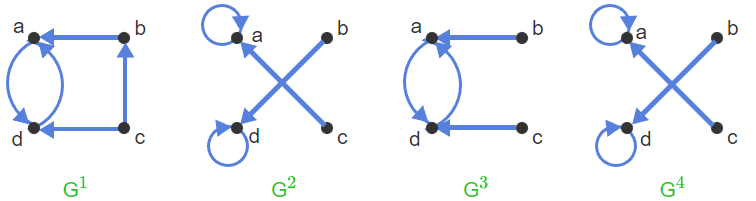 a b a b a b a b
d c d c d c d c
G¹ G² G³ G⁴